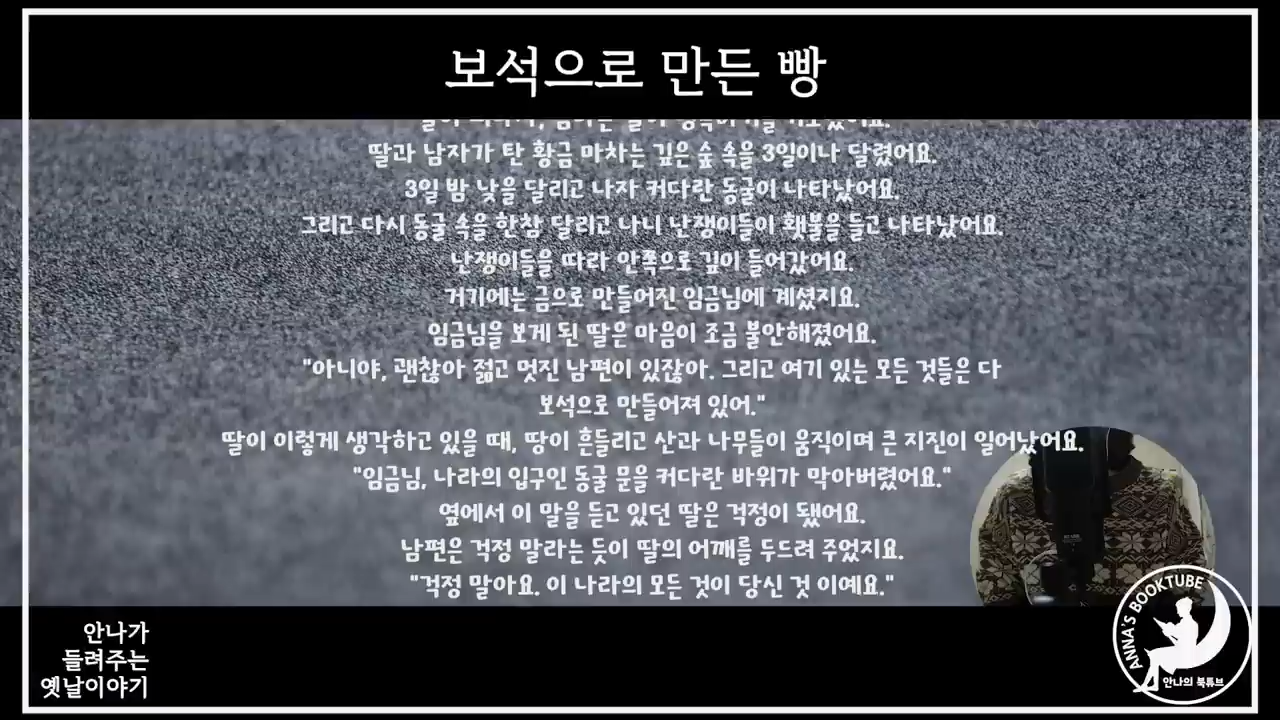 보석으로 만든 빵
딸과 남자가 탄 황금 마차는 깊은 숲 속을 3일이나 달렸어요.
3일 밤 낮을 달리고 나자 커다란 동굴이 나타났어요.
그리고 다시 동굴 속을 한참 달리고 나니 난쟁이들이 횃불을 들고 나타났어요.
난쟁이들을 따라 안쪽으로 깊이 들어갔어요.
거기에는 금으로 만들어진 임금님에 계셨지요.
임금님을 보게 된 딸은 마음이 조금 불안해졌어요.
"아니야, 괜찮아 젊고 멋진 남편이 있잖아. 그리고 여기 있는 모든 것들은 다
보석으로 만들어져 있어."
딸이 이렇게 생각하고 있을 때, 땅이 흔들리고 산과 나무들이 움직이며 큰 지진이 일어났어요.
"임금님, 나라의 입구인 동굴 문을 커다란 바위가 막아버렸어요."
옆에서 이 말을 듣고 있던 딸은 걱정이 됐어요.
남편은 걱정 말라는 듯이 딸의 어깨를 두드려 주었지요.
"걱정 말아요. 이 나라의 모든 것이 당신 것 이예요."
안나가
들려주는
옛날이야기
ANNA'S BOOKTUBE
안나의 북튜브